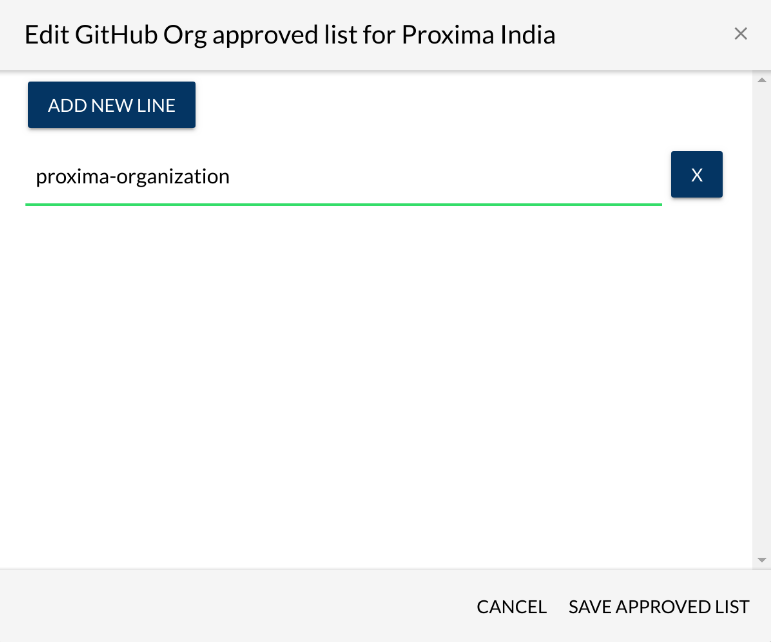 Edit GitHub Org approved list for Proxima India
×
ADD NEW LINE
proxima-organization
X
CANCEL SAVE APPROVED LIST